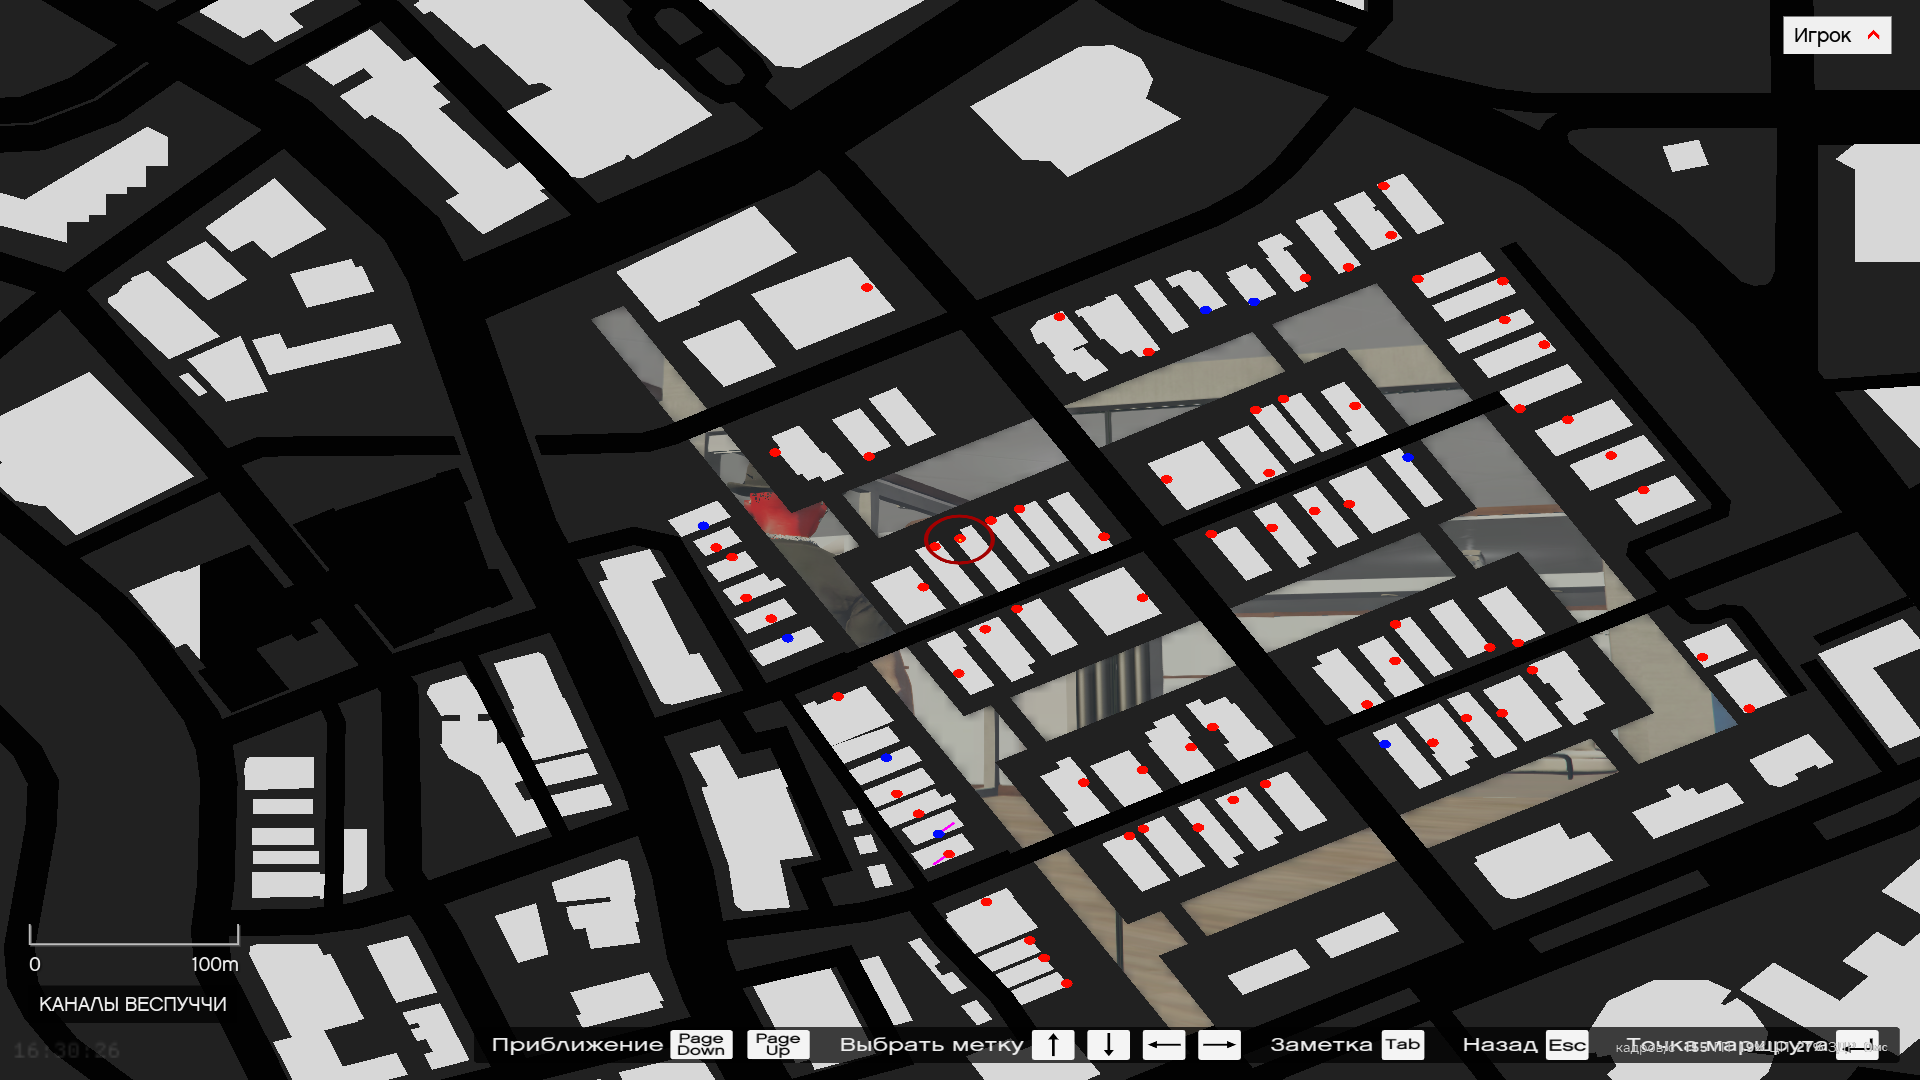 Игрок
0 100m
КАНАЛЫ ВЕСПУЧЧИ
16:30:26
Приближение Page Down Page Up Выбрать метку ↑ ↓ ← → Заметка Tab Назад Esc Точка маршрута